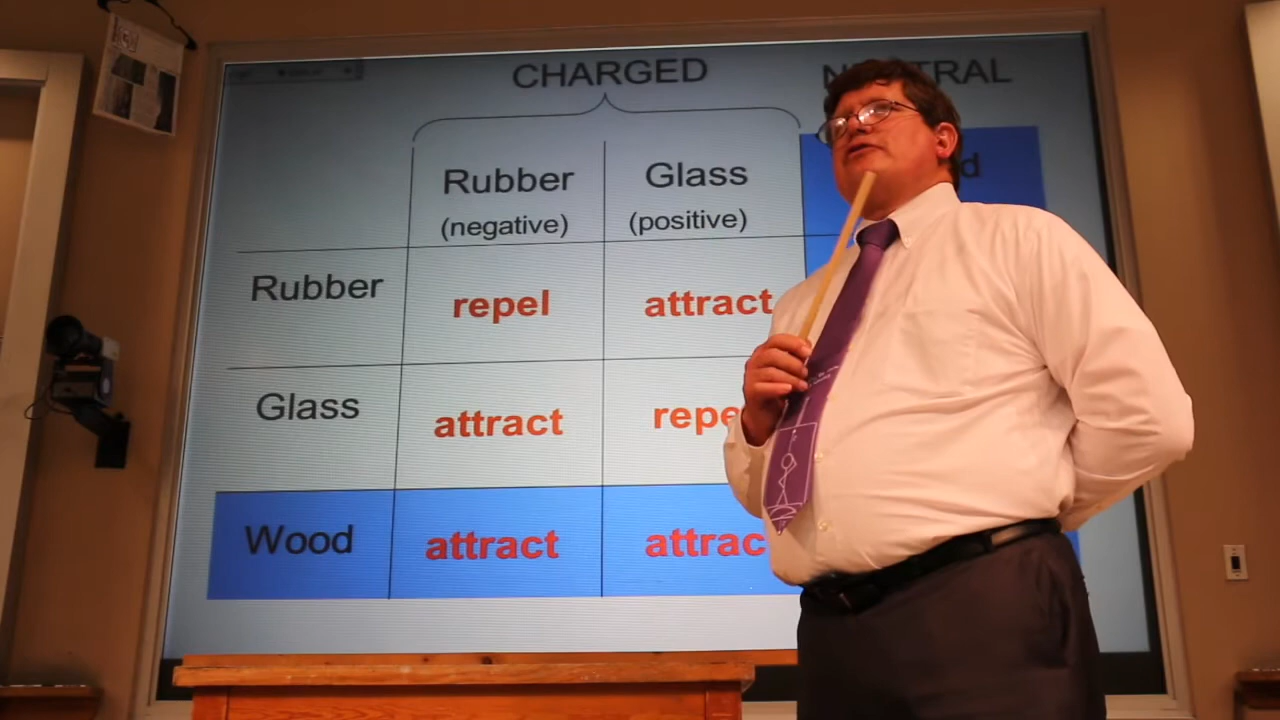 CHARGED
Rubber Glass
(negative) (positive)
Rubber repel attract
Glass attract
Wood attract